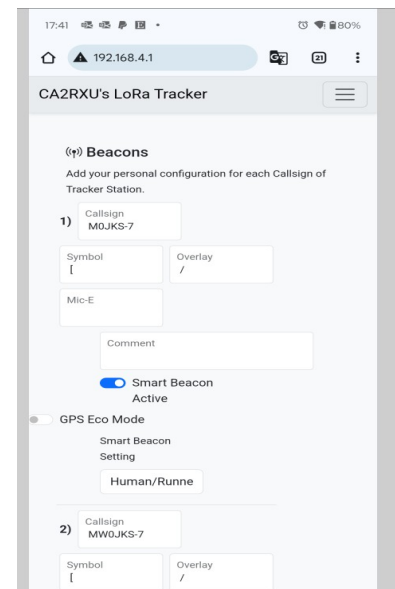 17:41 80%
192.168.4.1 21
CA2RXU's LoRa Tracker
Beacons
Add your personal configuration for each Callsign of
Tracker Station.
1) Callsign
M0JKS-7
Symbol Overlay
[ /
Mic-E
Comment
Smart Beacon
Active
GPS Eco Mode
Smart Beacon
Setting
Human/Runne
2) Callsign
MW0JKS-7
Symbol Overlay
[ /